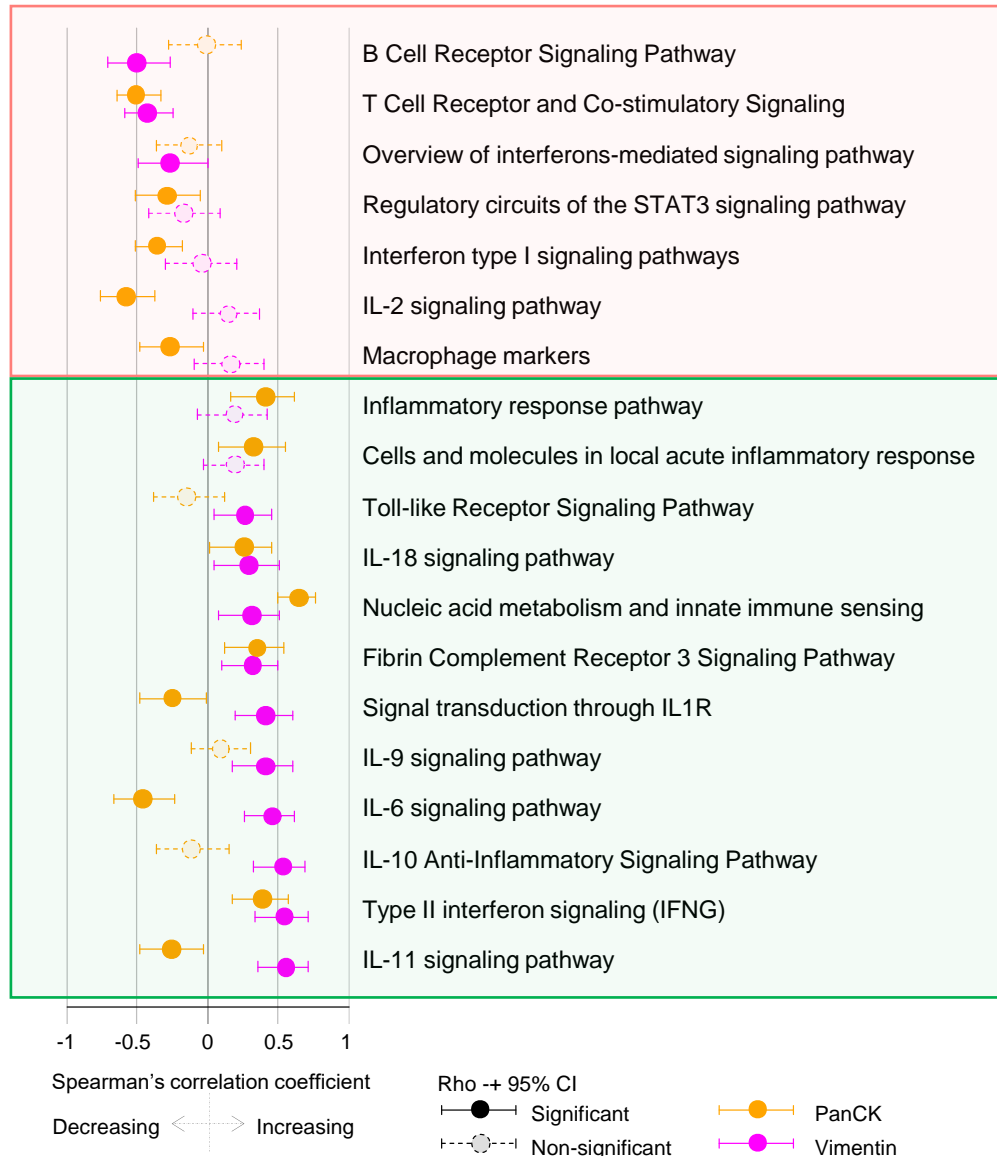 B Cell Receptor Signaling Pathway
T Cell Receptor and Co-stimulatory Signaling
Overview of interferons-mediated signaling pathway
Regulatory circuits of the STAT3 signaling pathway
Interferon type I signaling pathways
IL-2 signaling pathway
Macrophage markers
Inflammatory response pathway
Cells and molecules in local acute inflammatory response
Toll-like Receptor Signaling Pathway
IL-18 signaling pathway
Nucleic acid metabolism and innate immune sensing
Fibrin Complement Receptor 3 Signaling Pathway
Signal transduction through IL1R
IL-9 signaling pathway
IL-6 signaling pathway
IL-10 Anti-Inflammatory Signaling Pathway
Type II interferon signaling (IFNG)
IL-11 signaling pathway
-1 -0.5 0 0.5 1
Spearman's correlation coefficient
Decreasing Increasing
Rho -+ 95% CI
Significant PanCK
Non-significant Vimentin